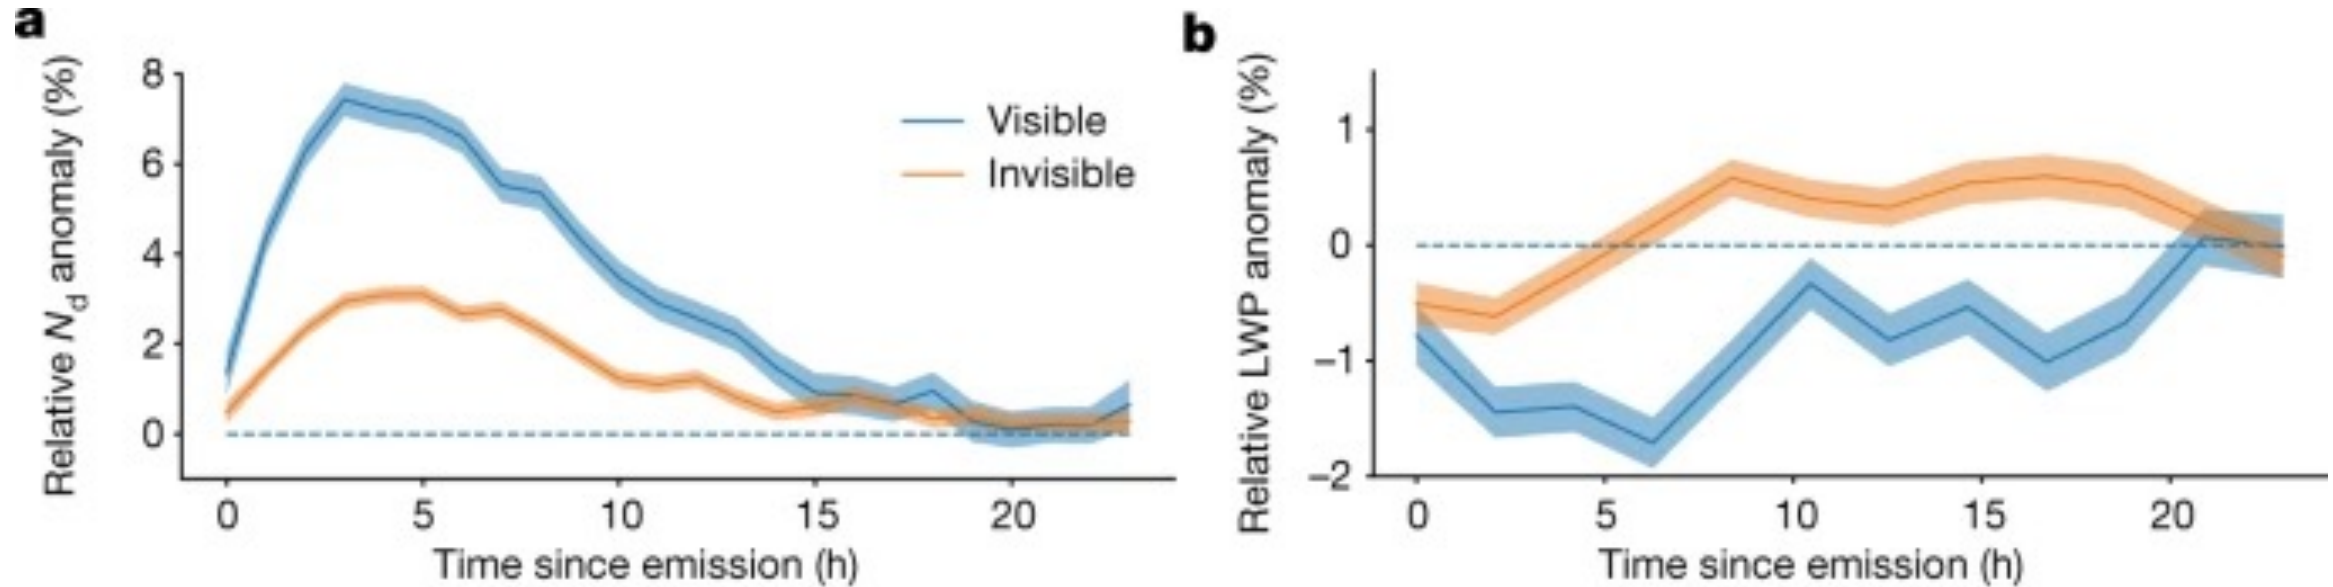 a
Relative Nd anomaly (%)
8
6
4
2
0
0 5 10 15 20
Time since emission (h)
Visible
Invisible
b
Relative LWP anomaly (%)
1
0
−1
−2
0 5 10 15 20
Time since emission (h)